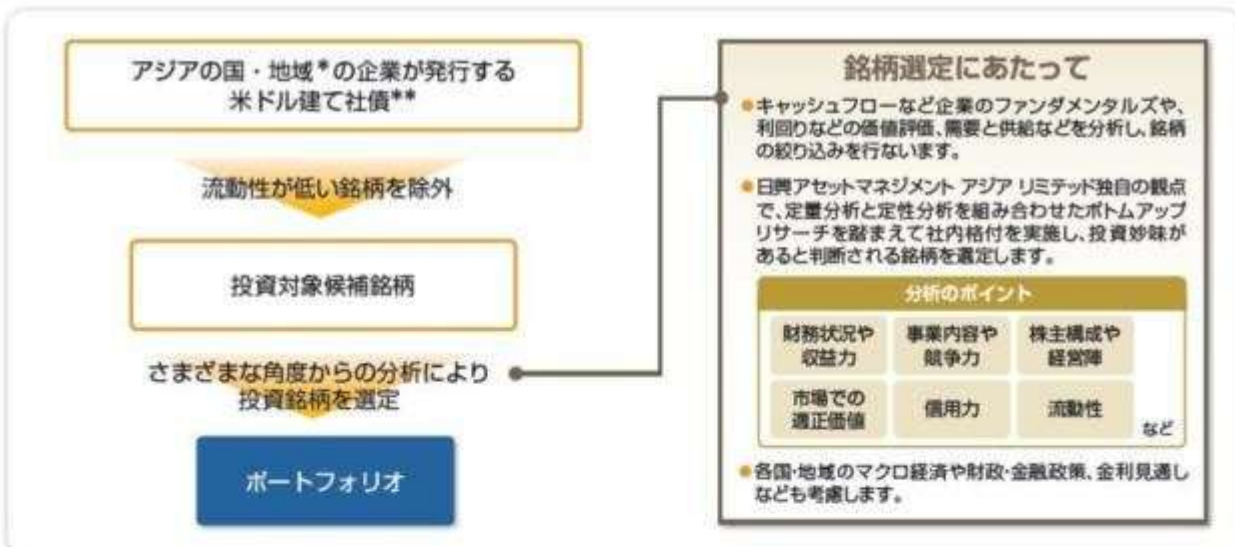 アジアの国・地域*の企業が発行する
米ドル建て社債**
流動性が低い銘柄を除外
投資対象候補銘柄
さまざまな角度からの分析により
投資銘柄を選定
ポートフォリオ
銘柄選定にあたって
●キャッシュフローなど企業のファンダメンタルズや、
利回りなどの価値評価、需要と供給などを分析し、銘柄
の絞り込みを行ないます。
●日興アセットマネジメント アジア リミテッド独自の観点
で、定量分析と定性分析を組み合わせたボトムアップ
リサーチを踏まえて社内格付を実施し、投資妙味が
あると判断される銘柄を選定します。
分析のポイント
財務状況や
収益力
事業内容や
競争力
株主構成や
経営陣
市場での
適正価値
信用力
流動性
など
●各国・地域のマクロ経済や財政・金融政策、金利見通し
なども考慮します。